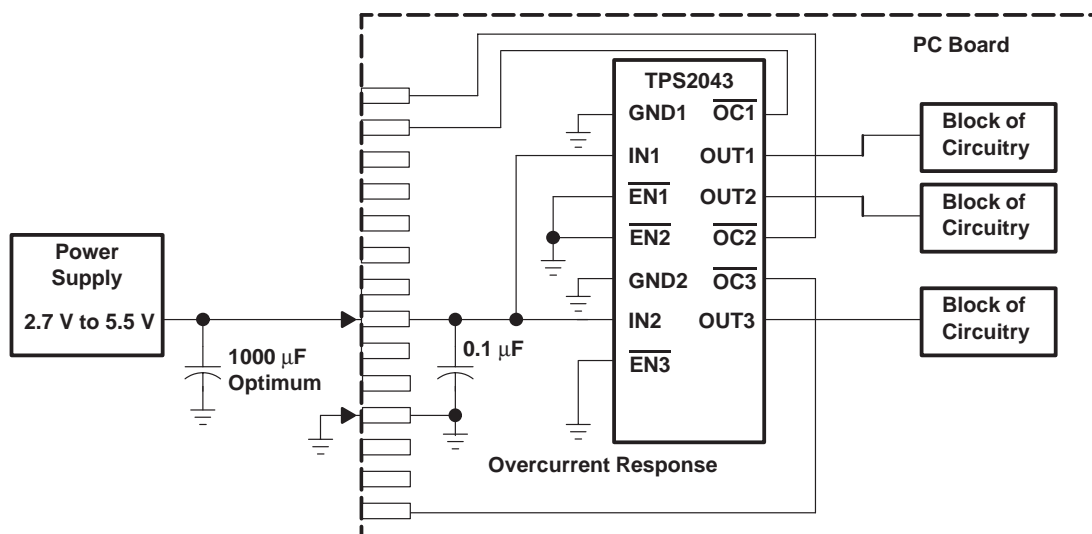 PC Board
TPS2043
GND1
OC1
IN1
OUT1
EN1
OUT2
EN2
OC2
GND2
OC3
IN2
OUT3
EN3
Block of
Circuitry
Block of
Circuitry
Block of
Circuitry
Power
Supply
2.7 V to 5.5 V
1000 μF
Optimum
0.1 μF
Overcurrent Response